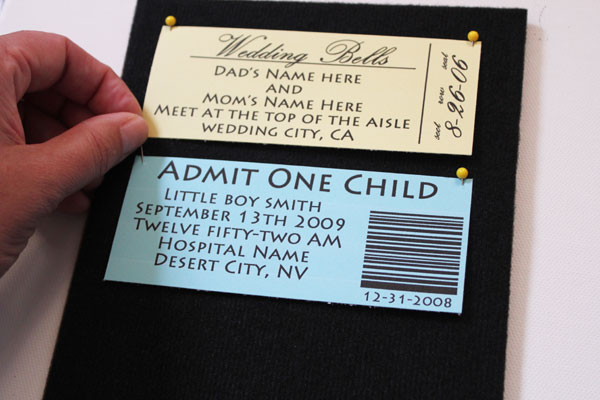 Wedding Bells
Dad's Name here
and
Mom's Name Here
Meet at the top of the aisle
wedding city, CA
seat row seat
8-26-06
Admit One Child
Little boy smith
September 13th 2009
Twelve fifty-two AM
Hospital Name
Desert City, NV
12-31-2008